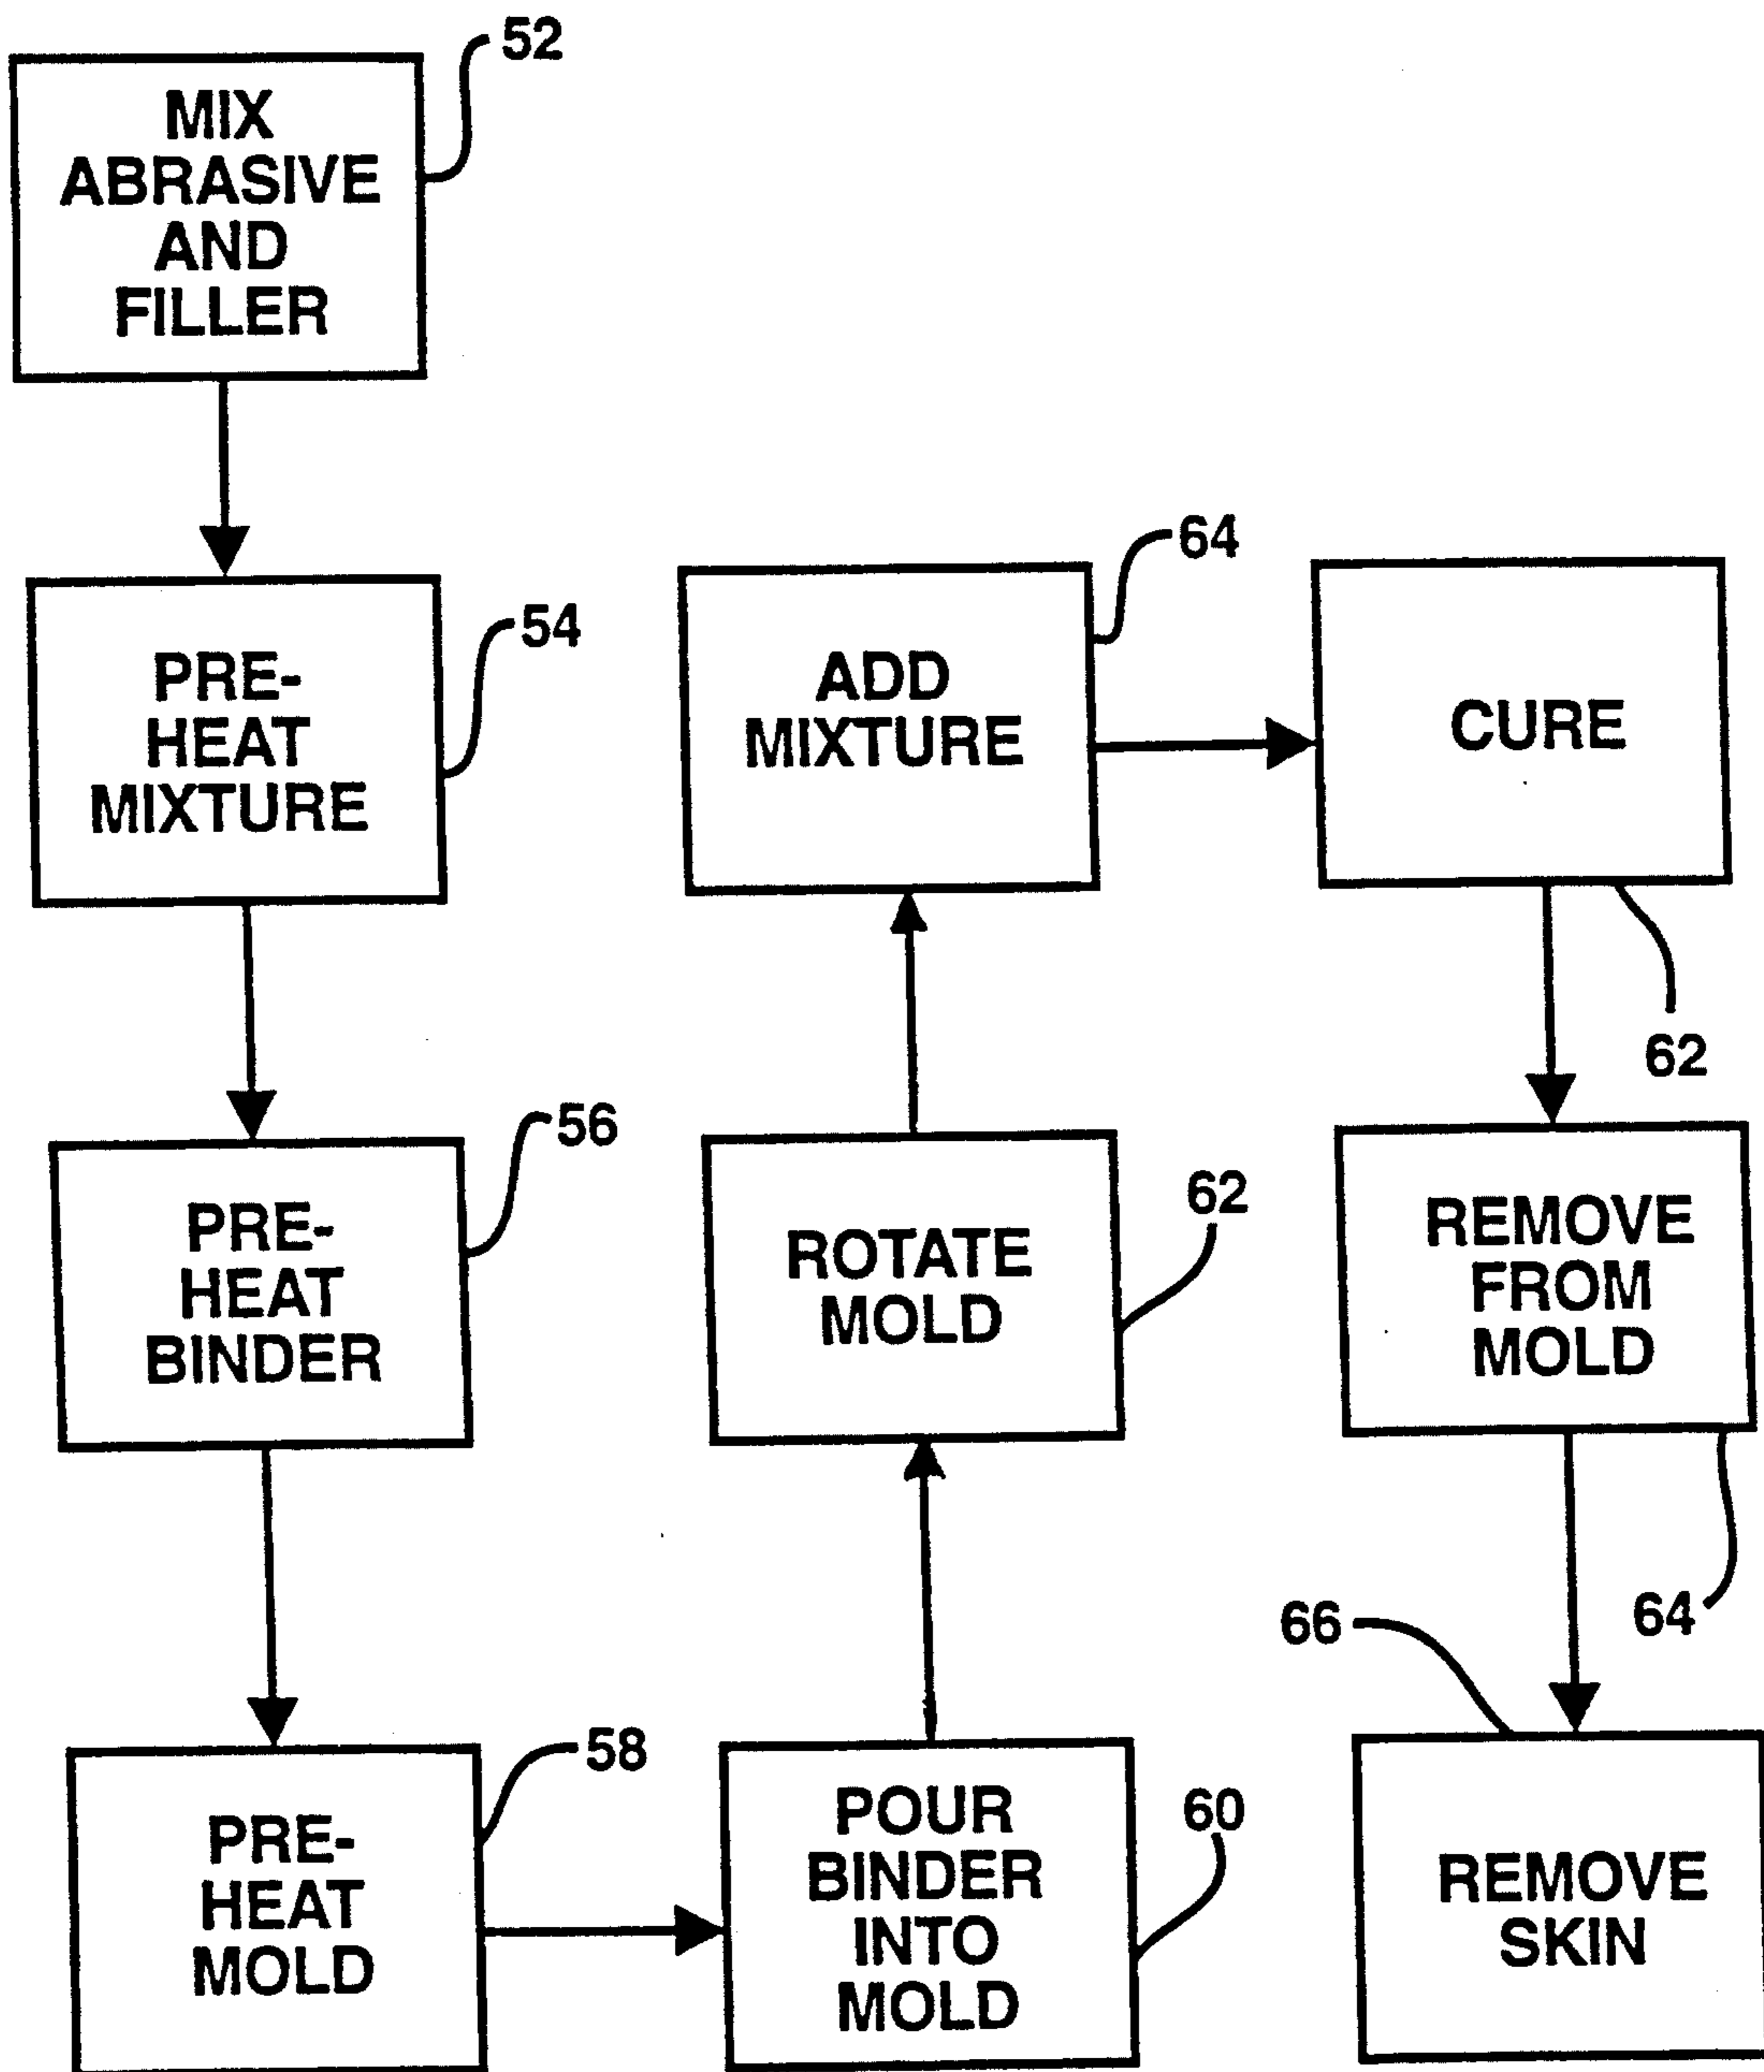 52
MIX
ABRASIVE
AND
FILLER
54
PRE-
HEAT
MIXTURE
56
PRE-
HEAT
BINDER
58
PRE-
HEAT
MOLD
60
POUR
BINDER
INTO
MOLD
62
ROTATE
MOLD
64
ADD
MIXTURE
CURE
62
REMOVE
FROM
MOLD
64
66
REMOVE
SKIN